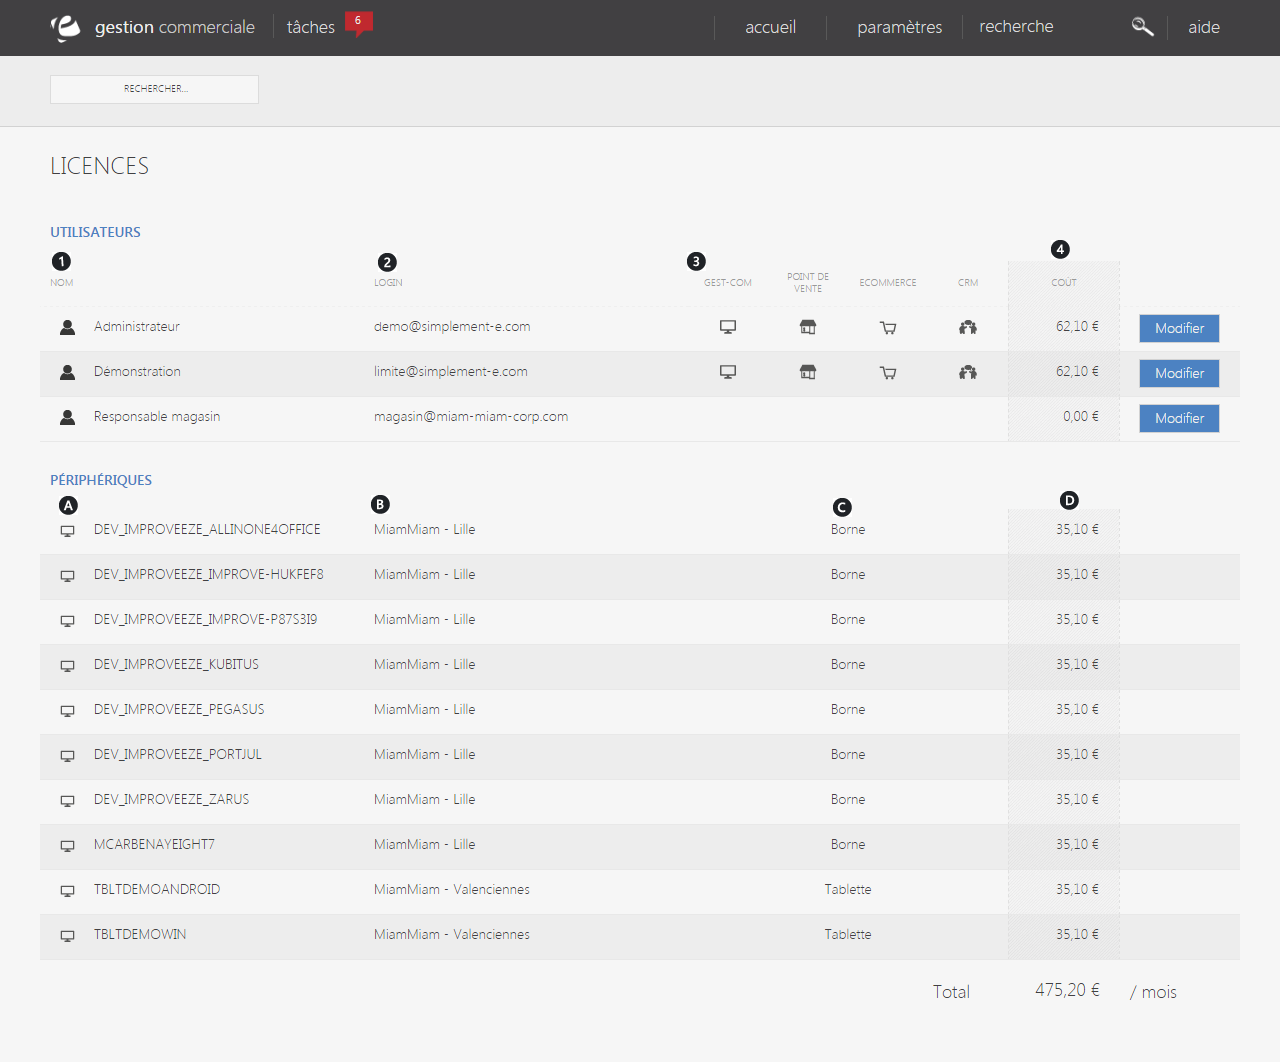 gestion commerciale tâches 6 accueil paramètres recherche aide
RECHERCHER...
LICENCES
UTILISATEURS
1 2 3 4
NOM LOGIN GEST-COM POINT DE VENTE ECOMMERCE CRM COÛT
Administrateur demo@simplement-e.com 62,10 € Modifier
Démonstration limite@simplement-e.com 62,10 € Modifier
Responsable magasin magasin@miam-miam-corp.com 0,00 € Modifier
PÉRIPHÉRIQUES
A B C D
DEV_IMPROVEEZE_ALLINONE4OFFICE MiamMiam - Lille Borne 35,10 €
DEV_IMPROVEEZE_IMPROVE-HUKFEF8 MiamMiam - Lille Borne 35,10 €
DEV_IMPROVEEZE_IMPROVE-P87S3I9 MiamMiam - Lille Borne 35,10 €
DEV_IMPROVEEZE_KUBITUS MiamMiam - Lille Borne 35,10 €
DEV_IMPROVEEZE_PEGASUS MiamMiam - Lille Borne 35,10 €
DEV_IMPROVEEZE_PORTJUL MiamMiam - Lille Borne 35,10 €
DEV_IMPROVEEZE_ZARUS MiamMiam - Lille Borne 35,10 €
MCARBENAYEIGHT7 MiamMiam - Lille Borne 35,10 €
TBLTDEMOANDROID MiamMiam - Valenciennes Tablette 35,10 €
TBLTDEMOWIN MiamMiam - Valenciennes Tablette 35,10 €
Total 475,20 € / mois